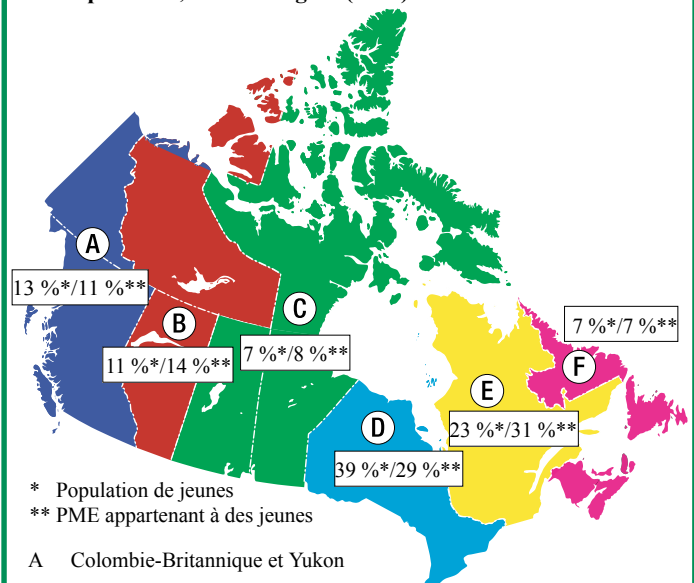 A
13 %*/11 %**
B
11 %*/14 %**
C
7 %*/8 %**
7 %*/7 %**
F
E
23 %*/31 %**
D
39 %*/29 %**
* Population de jeunes
** PME appartenant à des jeunes
A Colombie-Britannique et Yukon